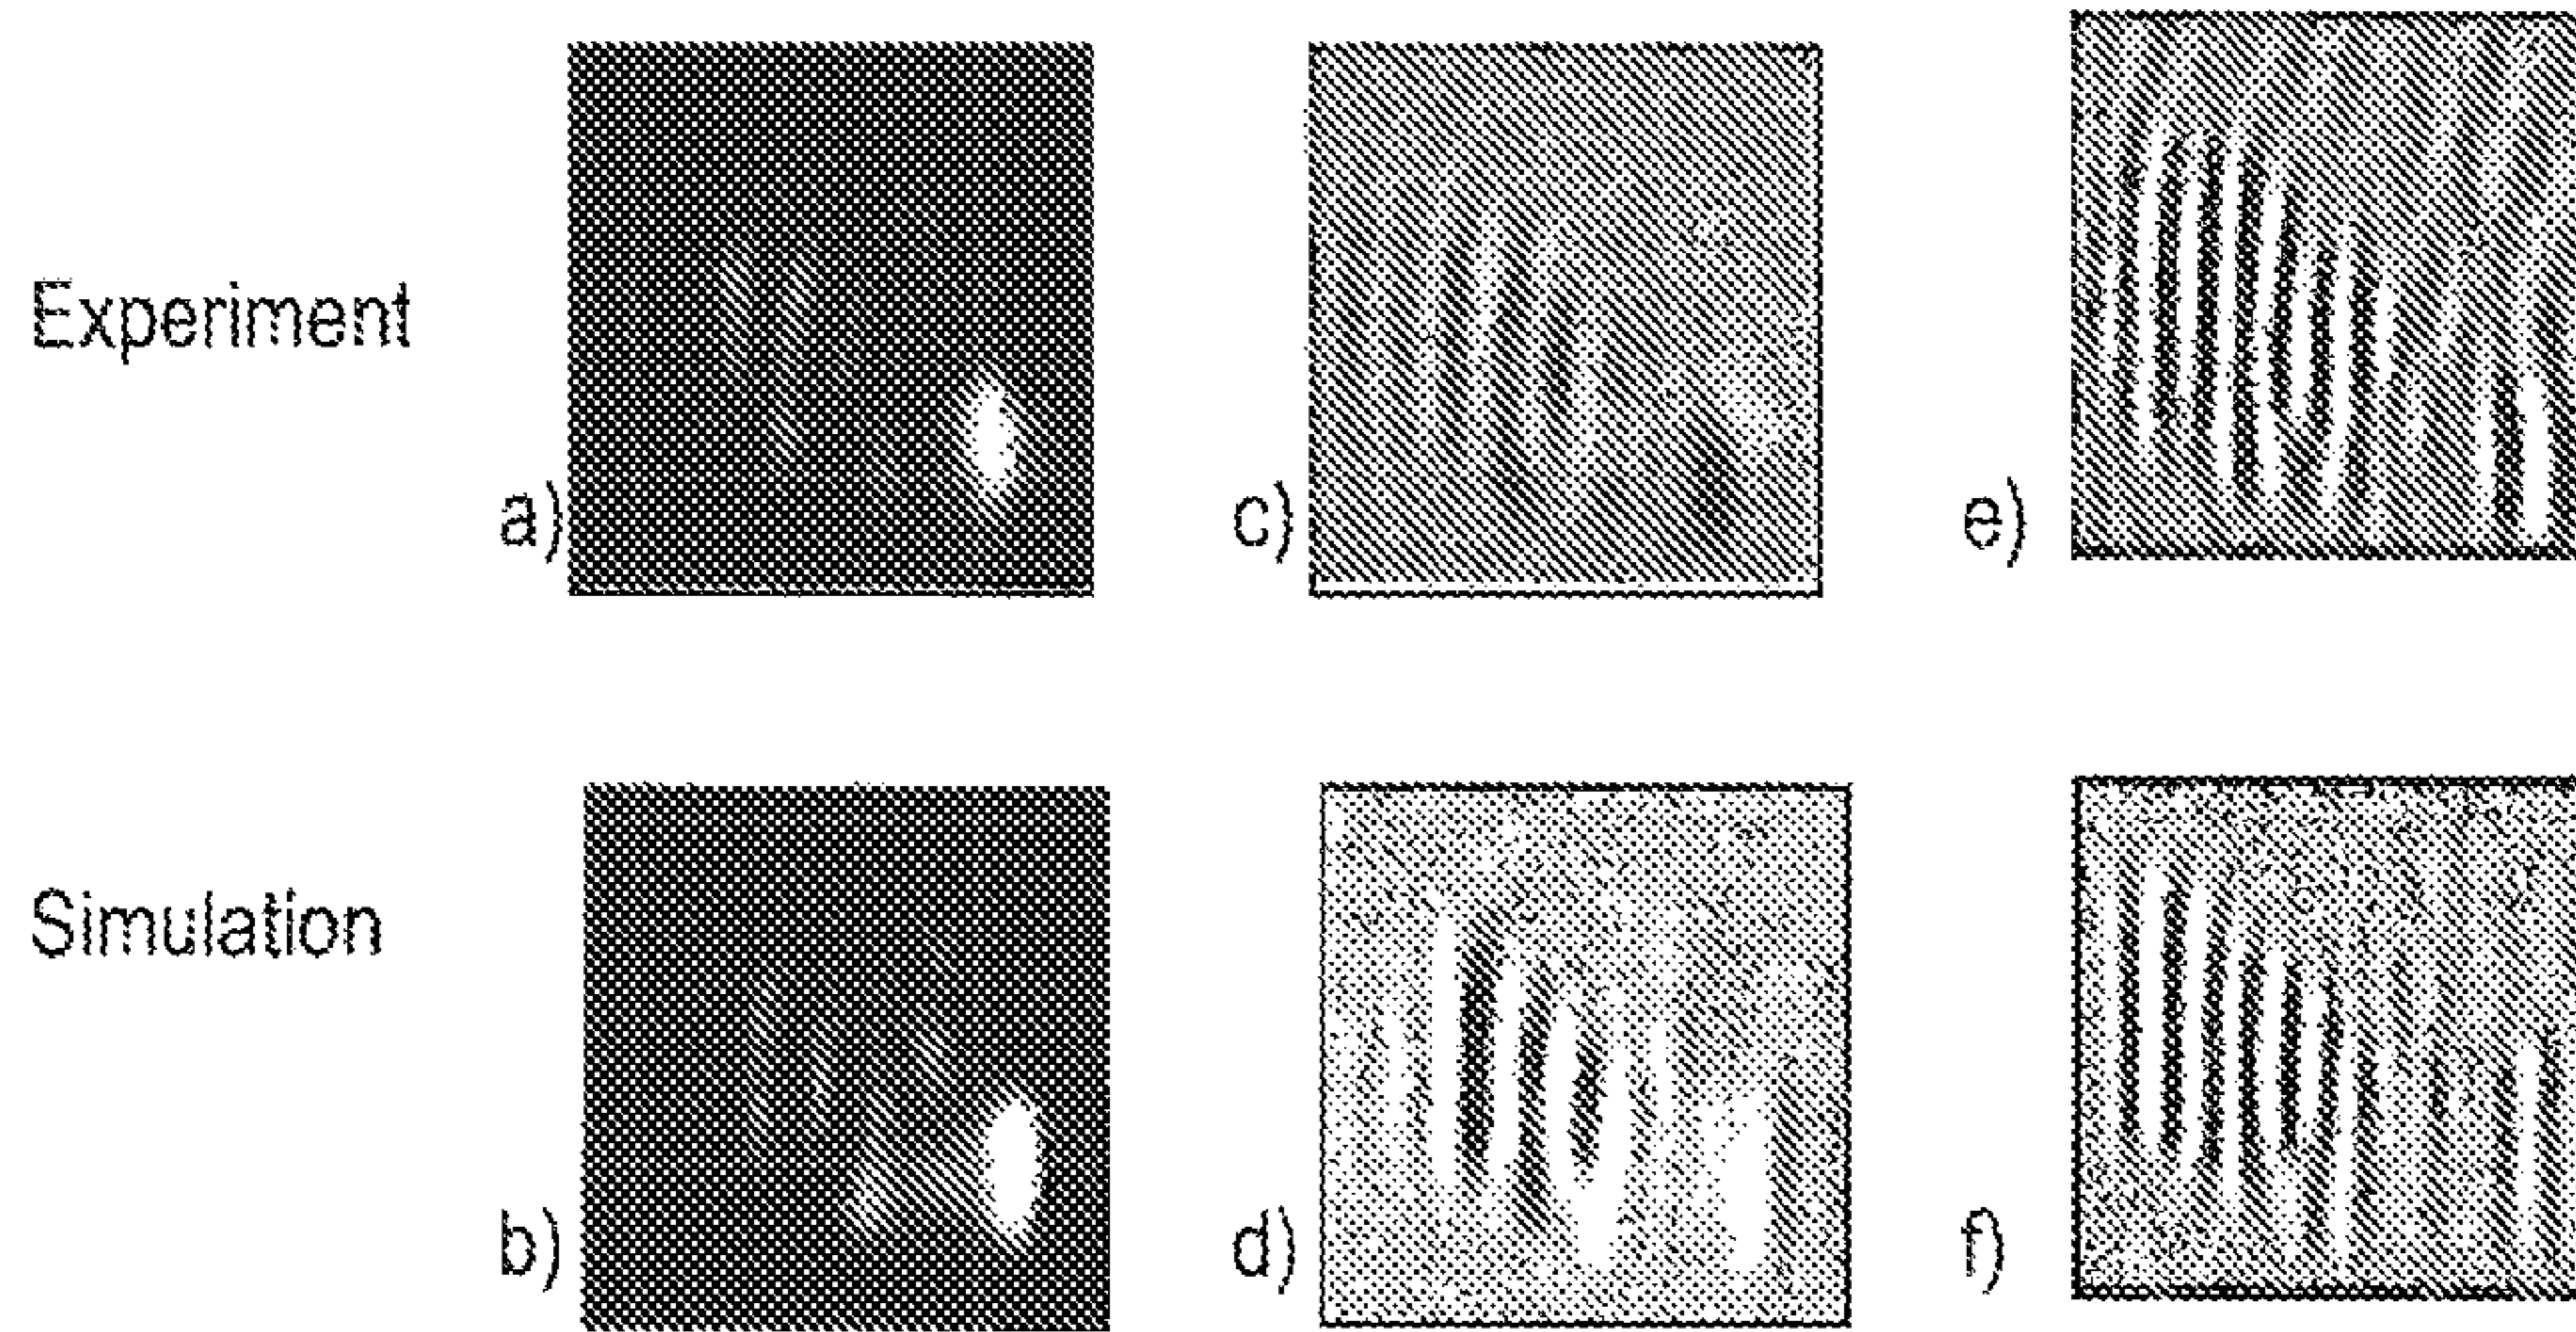 Experiment
a)
c)
e)
Simulation
b)
d)
f)